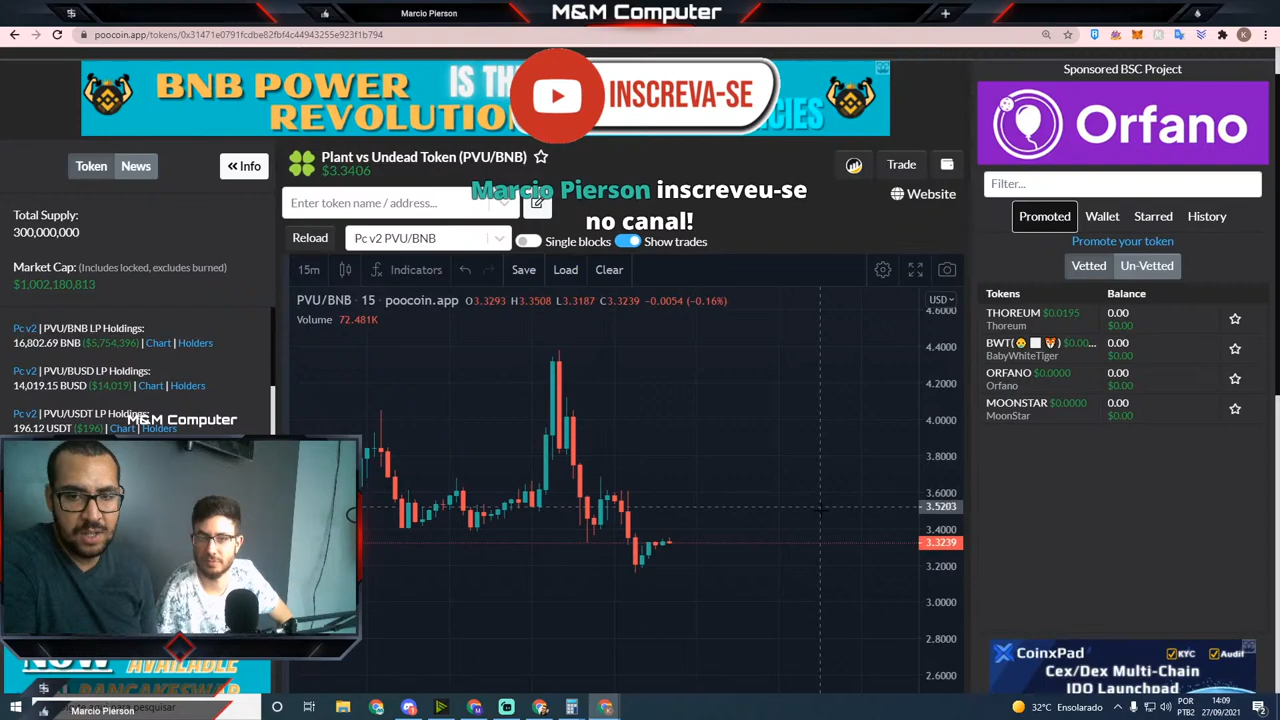 Marcio Pierson
M&M Computer
poocoin.app/tokens/0x31471e0791fcdbe82fbf4c44943255e923f1b794
BNB POWER IS TH
REVOLUTION CIES
INSCREVA-SE
Sponsored BSC Project
Orfano
Token
News
Info
Plant vs Undead Token (PVU/BNB)
$3.3406
Trade
Website
Marcio Pierson inscreveu-se
no canal!
Enter token name / address...
Reload
Pc v2 PVU/BNB
Single blocks
Show trades
Total Supply:
300,000,000
Market Cap: (Includes locked, excludes burned)
$1,002,180,813
Pc v2 | PVU/BNB LP Holdings:
16,802.69 BNB ($5,754,396) | Chart | Holders
Pc v2 | PVU/BUSD LP Holdings:
14,019.15 BUSD ($14,019) | Chart | Holders
Pc v2 | PVU/USDT LP Holdings:
196.12 USDT ($196) | Chart | Holders
M&M Computer
15m
Indicators
Save
Load
Clear
PVU/BNB · 15 · poocoin.app O3.3293 H3.3508 L3.3187 C3.3239 -0.0054 (-0.16%)
Volume 72.481K
USD
4.6000
4.4000
4.2000
4.0000
3.8000
3.6000
3.5203
3.4000
3.3239
3.2000
3.0000
2.8000
2.6000
Filter...
Promoted
Wallet
Starred
History
Promote your token
Vetted
Un-Vetted
Tokens Balance
THOREUM $0.0195 0.00
Thoreum $0.00
BWT( $0.00... 0.00
BabyWhiteTiger $0.00
ORFANO $0.0000 0.00
Orfano $0.00
MOONSTAR $0.0000 0.00
MoonStar $0.00
CoinxPad
KYC
Audit
Cex/Dex Multi-Chain
IDO Launchpad
NOW AVAILABLE
PANCAKESWAP
Marcio Pierson
pesquisar
32°C Ensolarado
POR
PTB2
14:09
27/09/2021
2